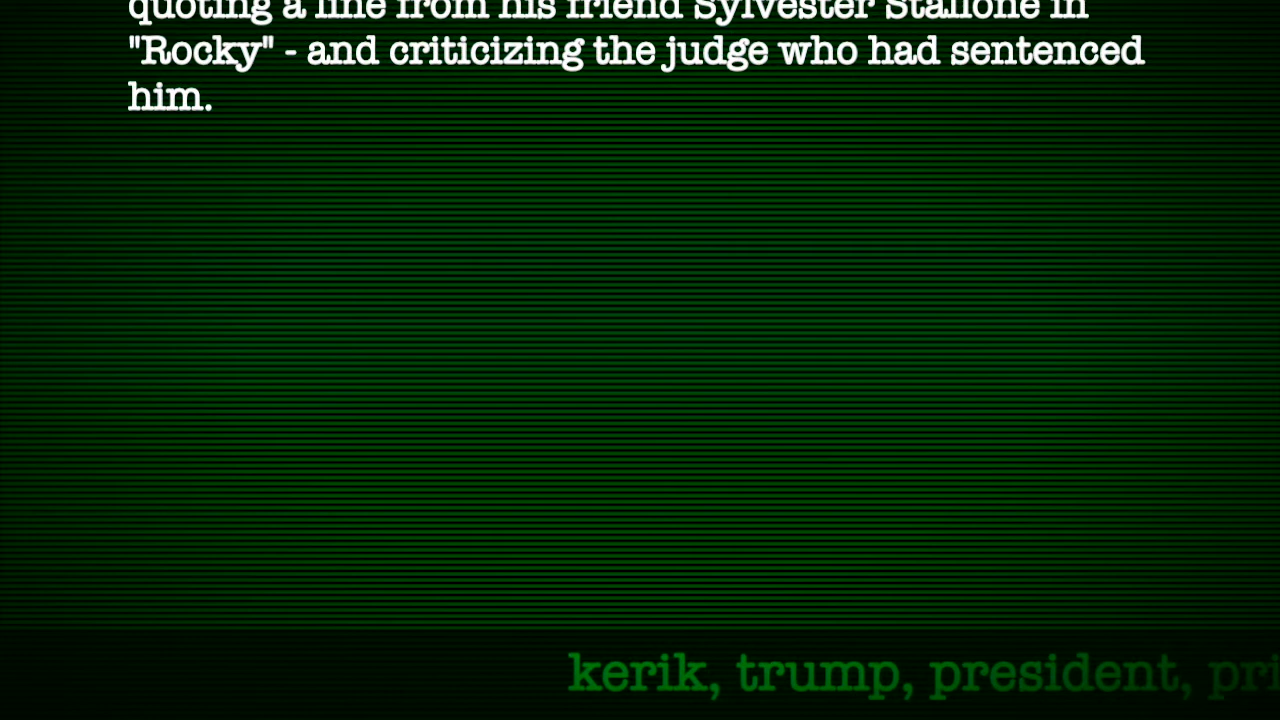 quoting a line from his friend Sylvester Stallone in
"Rocky" - and criticizing the judge who had sentenced
him.
kerik, trump, president,